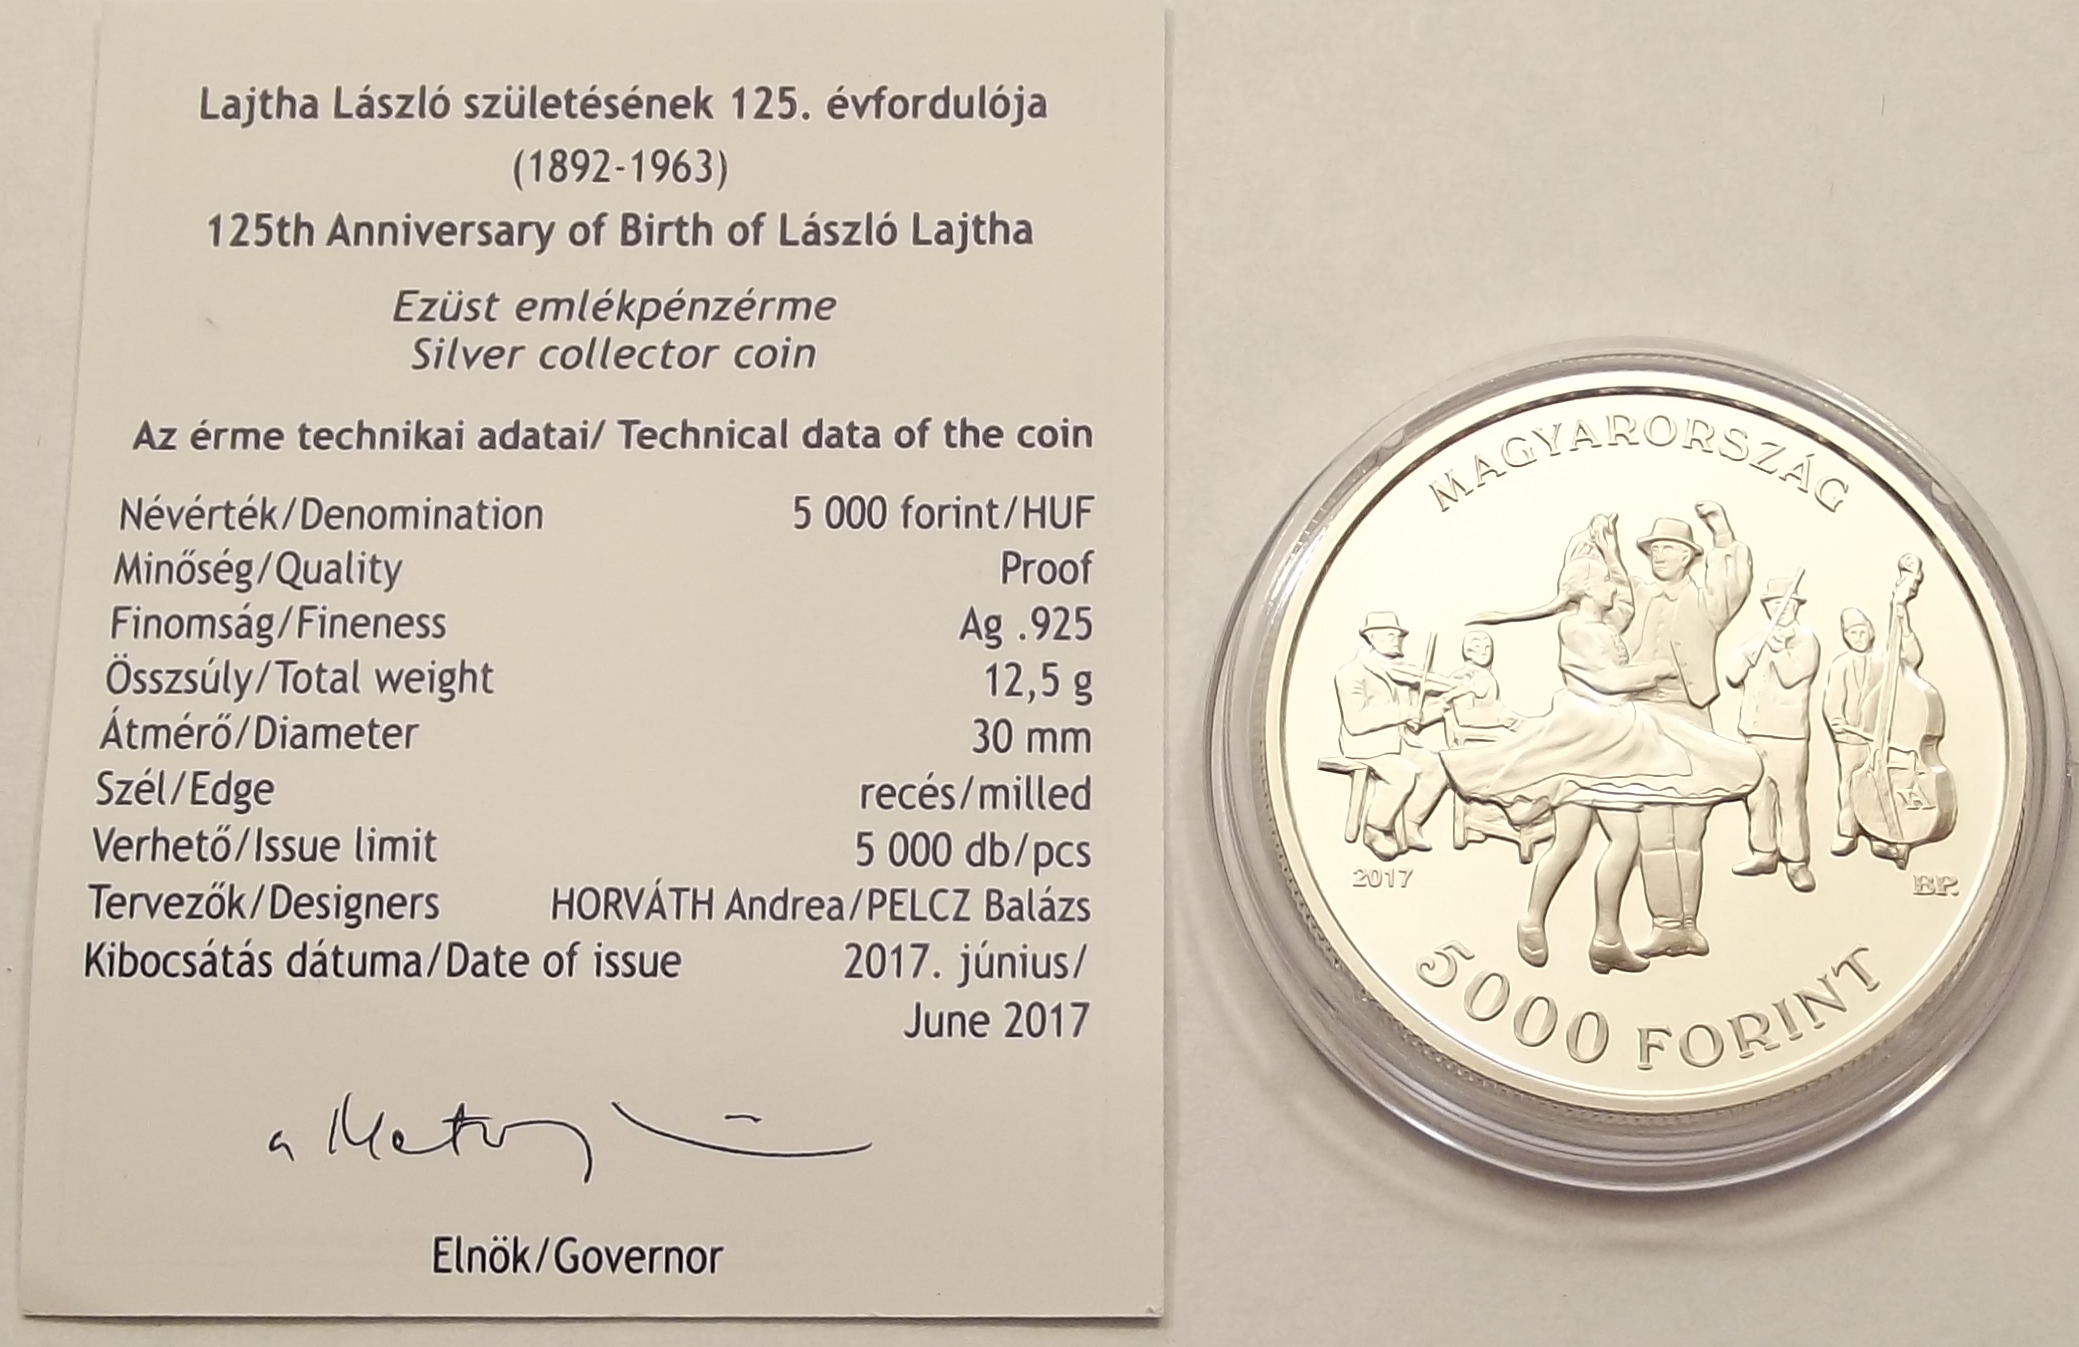 Lajtha László születésének 125. évfordulója
(1892-1963)
125th Anniversary of Birth of László Lajtha
Ezüst emlékpénzérme
Silver collector coin
Az érme technikai adatai/ Technical data of the coin
Névérték/Denomination 5 000 forint/HUF
Minőség/Quality Proof
Finomság/Fineness Ag .925
Összsúly/Total weight 12,5 g
Átmérő/Diameter 30 mm
Szél/Edge recés/milled
Verhető/Issue limit 5 000 db/pcs
Tervezők/Designers HORVÁTH Andrea/PELCZ Balázs
Kibocsátás dátuma/Date of issue 2017. június/
June 2017
Elnök/Governor
MAGYARORSZÁG
2017
BP.
5000 FORINT